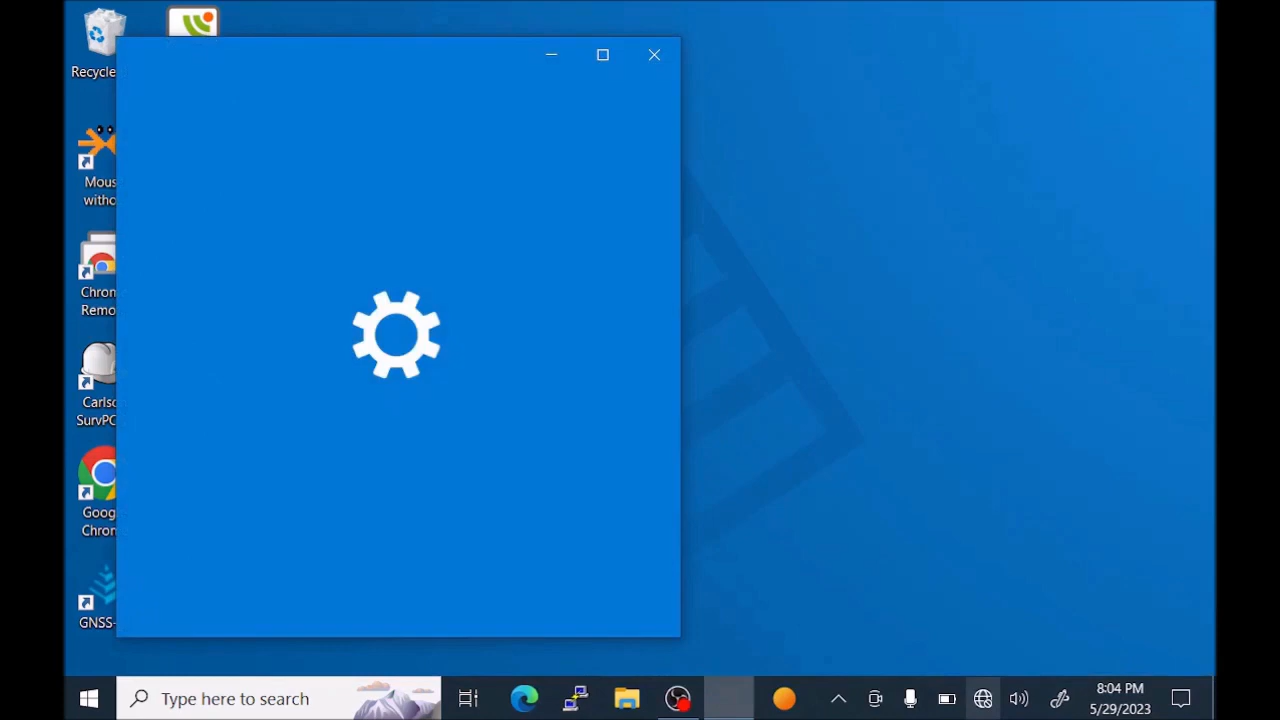 Recycle
Mous
witho
Chron
Remo
Carlso
SurvPC
Goog
Chron
GNSS-
Type here to search
8:04 PM
5/29/2023